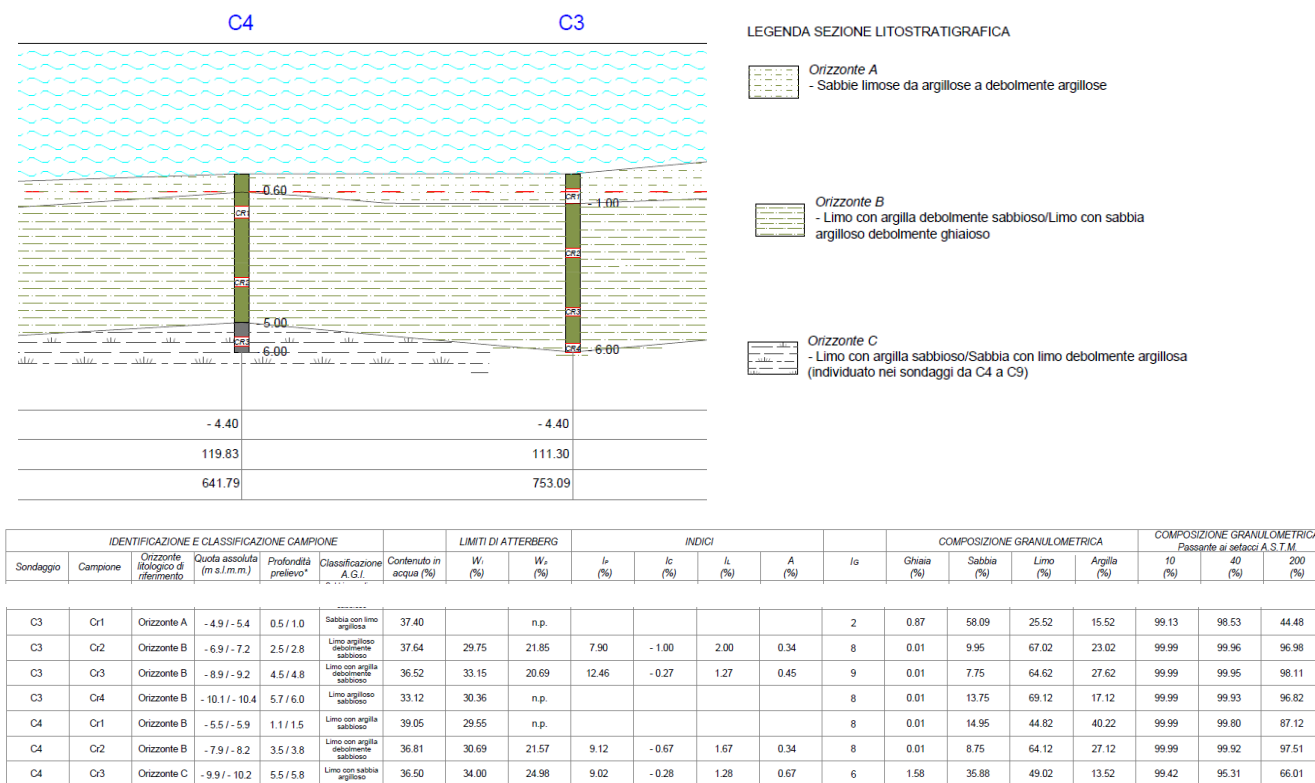 C4
C3
LEGENDA SEZIONE LITOSTRATIGRAFICA
Orizzonte A
- Sabbie limose da argillose a debolmente argillose
Orizzonte B
- Limo con argilla debolmente sabbioso/Limo con sabbia
argilloso debolmente ghiaioso
Orizzonte C
- Limo con argilla sabbioso/Sabbia con limo debolmente argillosa
(individuato nei sondaggi da C4 a C9)
0.60
CR1
CR1
- 1.00
CR2
CR2
CR3
5.00
CR3
CR4
6.00
- 6.00
- 4.40
- 4.40
119.83
111.30
641.79
753.09
IDENTIFICAZIONE E CLASSIFICAZIONE CAMPIONE LIMITI DI ATTERBERG INDICI COMPOSIZIONE GRANULOMETRICA COMPOSIZIONE GRANULOMETRICA
Passante ai setacci A.S.T.M.
Sondaggio Campione Orizzonte litologico di riferimento Quota assoluta (m s.l.m.m.) Profondità prelievo* Classificazione A.G.I. Contenuto in acqua (%) Wl (%) WP (%) IP (%) IC (%) IL (%) A (%) IG Ghiaia (%) Sabbia (%) Limo (%) Argilla (%) 10 (%) 40 (%) 200 (%)
C3 Cr1 Orizzonte A - 4.9 / - 5.4 0.5 / 1.0 Sabbia con limo argillosa 37.40 n.p. 2 0.87 58.09 25.52 15.52 99.13 98.53 44.48
C3 Cr2 Orizzonte B - 6.9 / - 7.2 2.5 / 2.8 Limo argilloso debolmente sabbioso 37.64 29.75 21.85 7.90 - 1.00 2.00 0.34 8 0.01 9.95 67.02 23.02 99.99 99.96 96.98
C3 Cr3 Orizzonte B - 8.9 / - 9.2 4.5 / 4.8 Limo con argilla debolmente sabbioso 36.52 33.15 20.69 12.46 - 0.27 1.27 0.45 9 0.01 7.75 64.62 27.62 99.99 99.95 98.11
C3 Cr4 Orizzonte B - 10.1 / - 10.4 5.7 / 6.0 Limo argilloso sabbioso 33.12 30.36 n.p. 8 0.01 13.75 69.12 17.12 99.99 99.93 96.82
C4 Cr1 Orizzonte B - 5.5 / - 5.9 1.1 / 1.5 Limo con argilla sabbioso 39.05 29.55 n.p. 8 0.01 14.95 44.82 40.22 99.99 99.80 87.12
C4 Cr2 Orizzonte B - 7.9 / - 8.2 3.5 / 3.8 Limo con argilla debolmente sabbioso 36.81 30.69 21.57 9.12 - 0.67 1.67 0.34 8 0.01 8.75 64.12 27.12 99.99 99.92 97.51
C4 Cr3 Orizzonte C - 9.9 / - 10.2 5.5 / 5.8 Limo con sabbia argilloso 36.50 34.00 24.98 9.02 - 0.28 1.28 0.67 6 1.58 35.88 49.02 13.52 99.42 95.31 66.01